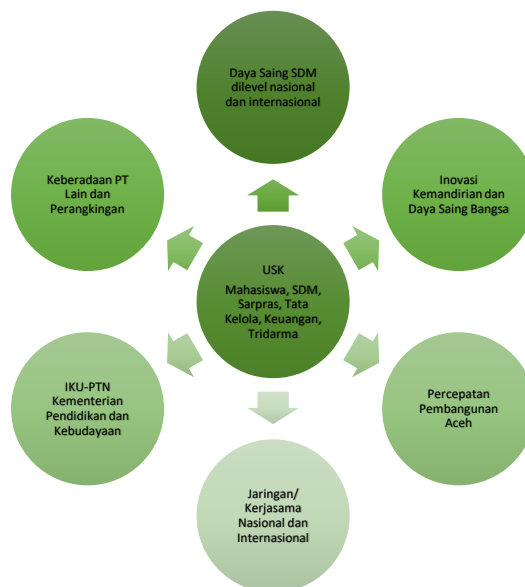 Daya Saing SDM
dilevel nasional
dan internasional
Keberadaan PT
Lain dan
Perangkingan
Inovasi
Kemandirian dan
Daya Saing Bangsa
USK
Mahasiswa, SDM,
Sarpras, Tata
Kelola, Keuangan,
Tridarma
IKU-PTN
Kementerian
Pendidikan dan
Kebudayaan
Percepatan
Pembangunan
Aceh
Jaringan/
Kerjasama
Nasional dan
Internasional